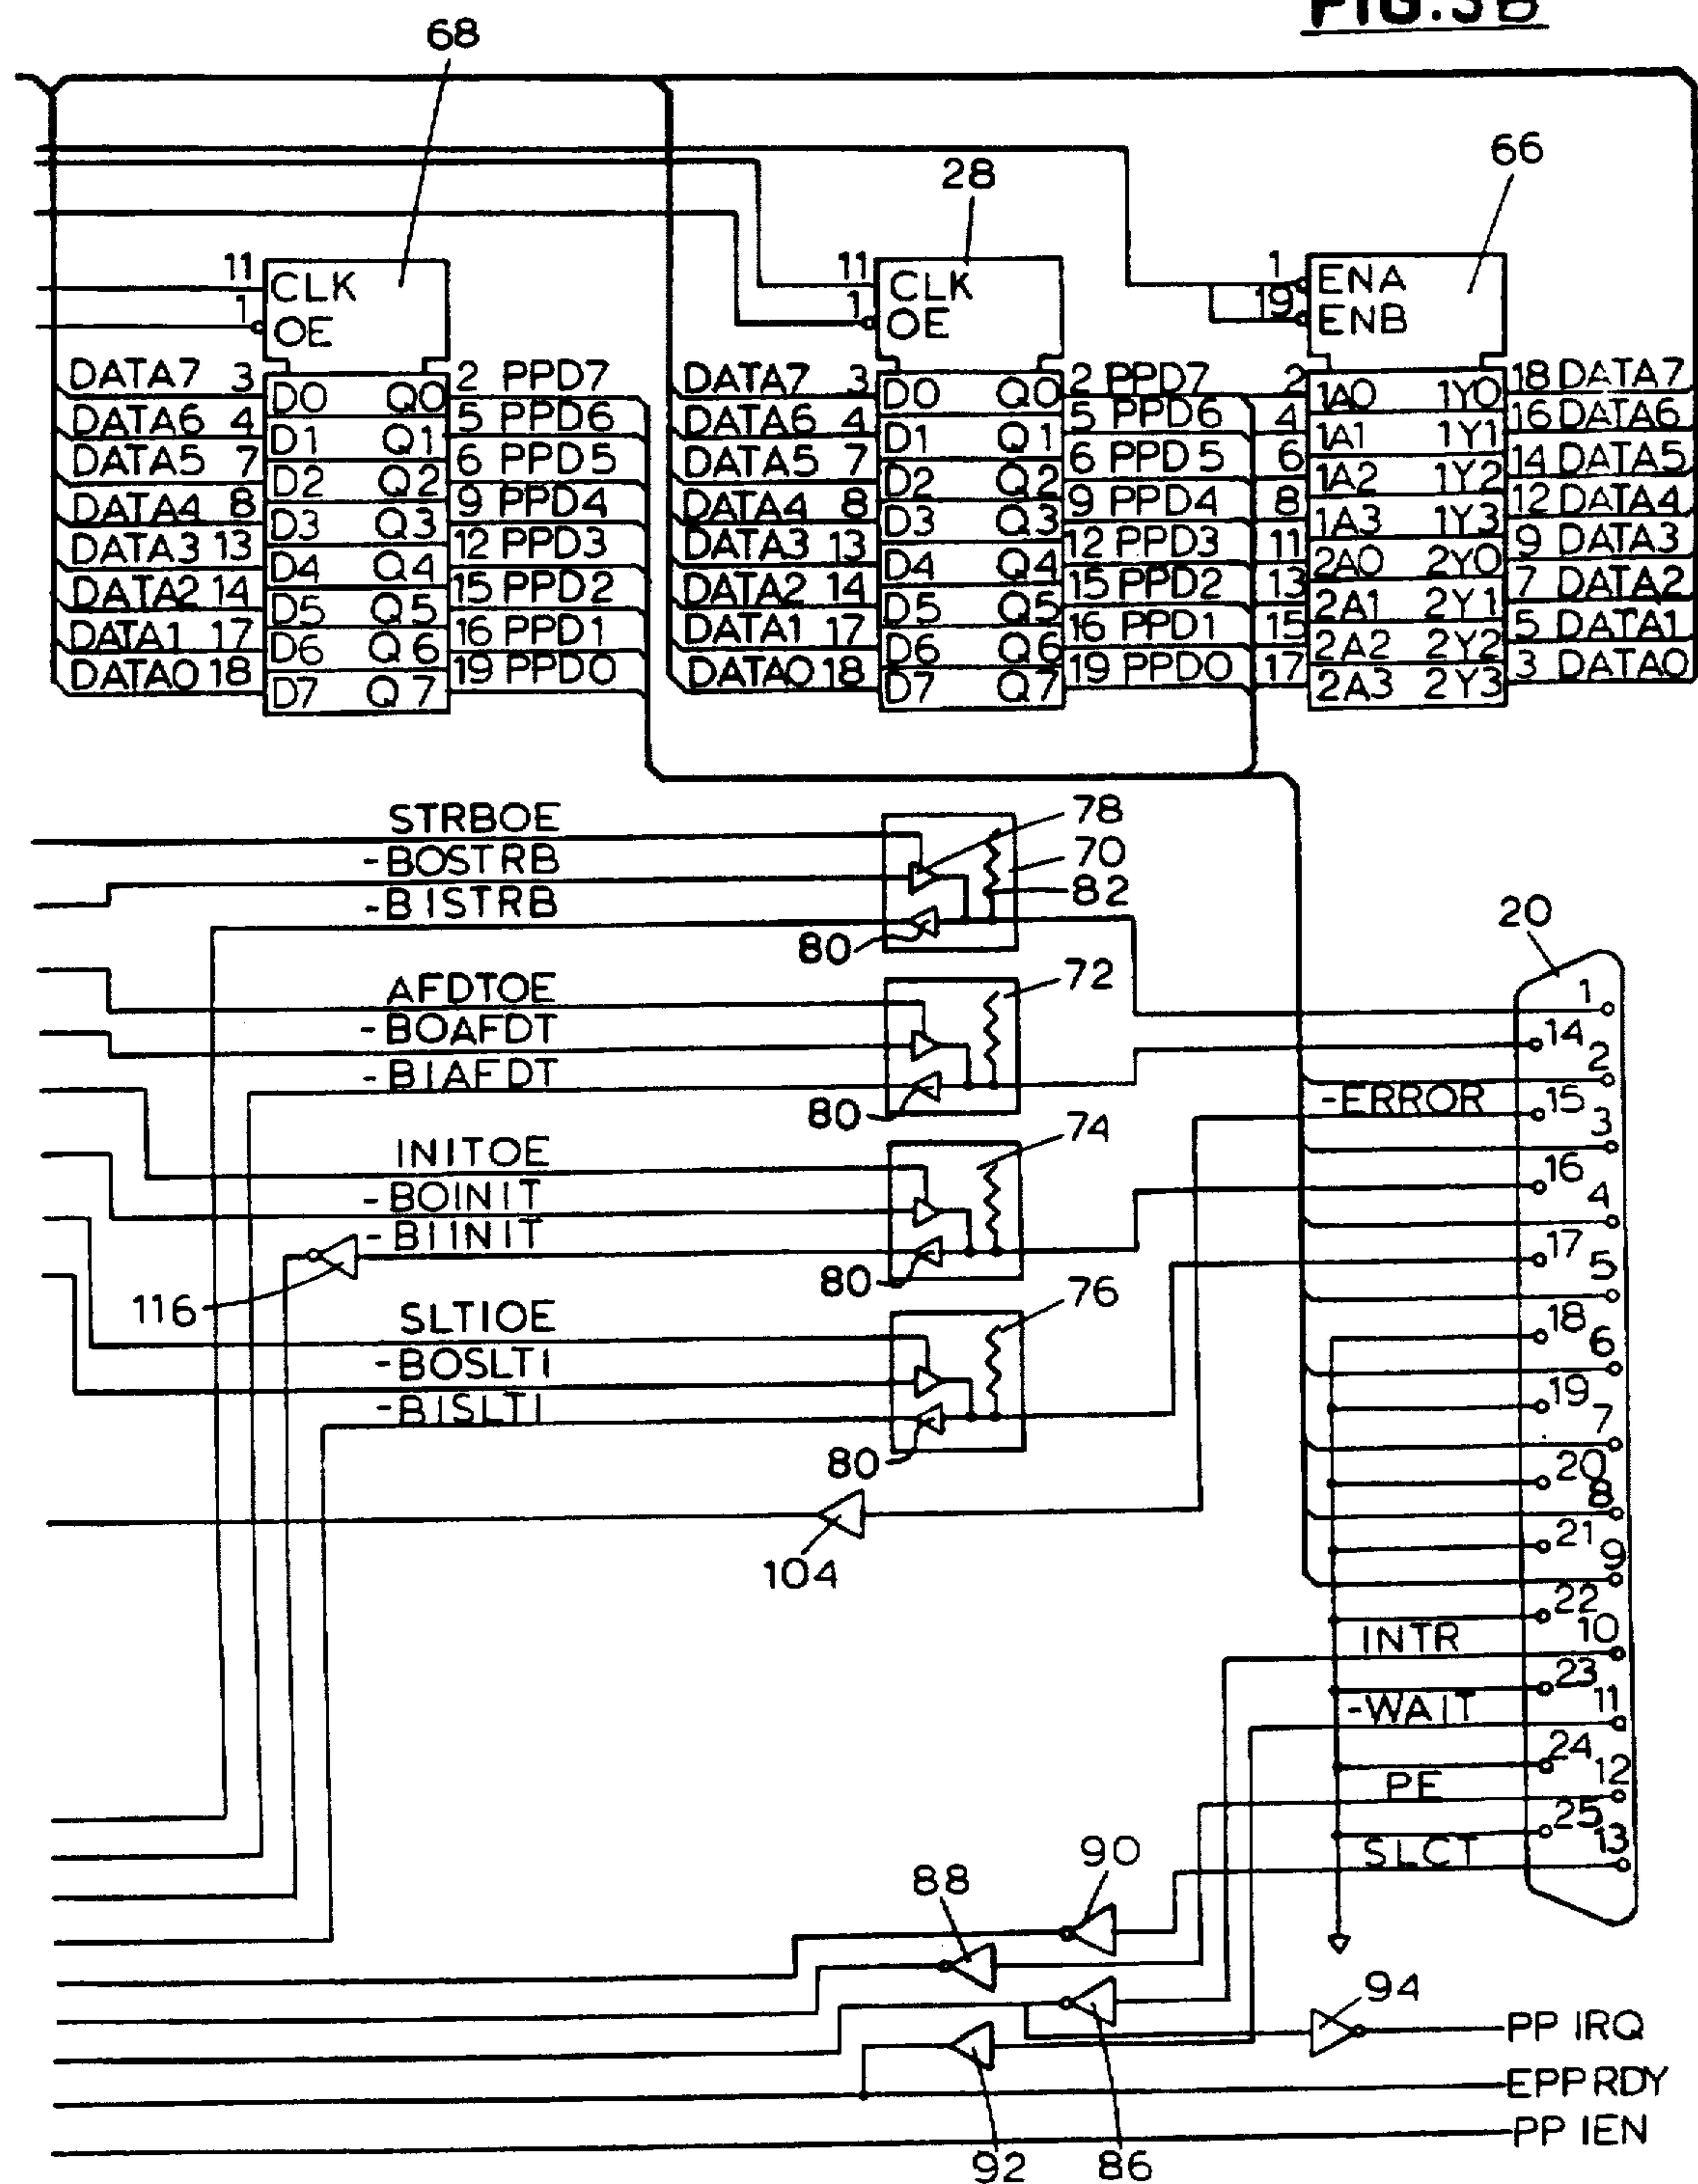 FIG.3B
68
28
66
11 CLK
1 OE
11 CLK
1 OE
1 ENA
19 ENB
DATA7 3 D0 Q0 2 PPD7
DATA6 4 D1 Q1 5 PPD6
DATA5 7 D2 Q2 6 PPD5
DATA4 8 D3 Q3 9 PPD4
DATA3 13 D4 Q4 12 PPD3
DATA2 14 D5 Q5 15 PPD2
DATA1 17 D6 Q6 16 PPD1
DATA0 18 D7 Q7 19 PPD0
DATA7 3 D0 Q0 2 PPD7
DATA6 4 D1 Q1 5 PPD6
DATA5 7 D2 Q2 6 PPD5
DATA4 8 D3 Q3 9 PPD4
DATA3 13 D4 Q4 12 PPD3
DATA2 14 D5 Q5 15 PPD2
DATA1 17 D6 Q6 16 PPD1
DATA0 18 D7 Q7 19 PPD0
2 1A0 1Y0 18 DATA7
4 1A1 1Y1 16 DATA6
6 1A2 1Y2 14 DATA5
8 1A3 1Y3 12 DATA4
11 2A0 2Y0 9 DATA3
13 2A1 2Y1 7 DATA2
15 2A2 2Y2 5 DATA1
17 2A3 2Y3 3 DATA0
STRBOE
-BOSTRB
-BISTRB
78
70
82
80
AFDTOE
-BOAFDT
-BIAFDT
72
80
INITOE
-BOINIT
-BIINIT
74
80
116
SLTIOE
-BOSLTI
-BISLTI
76
80
104
20
1
14
2
-ERROR 15
3
16
4
17
5
18
6
19
7
20
8
21
9
22
INTR 10
23
-WAIT 11
24
PE 12
25
SLCT 13
90
88
94
PP IRQ
EPPRDY
PP IEN
92
86